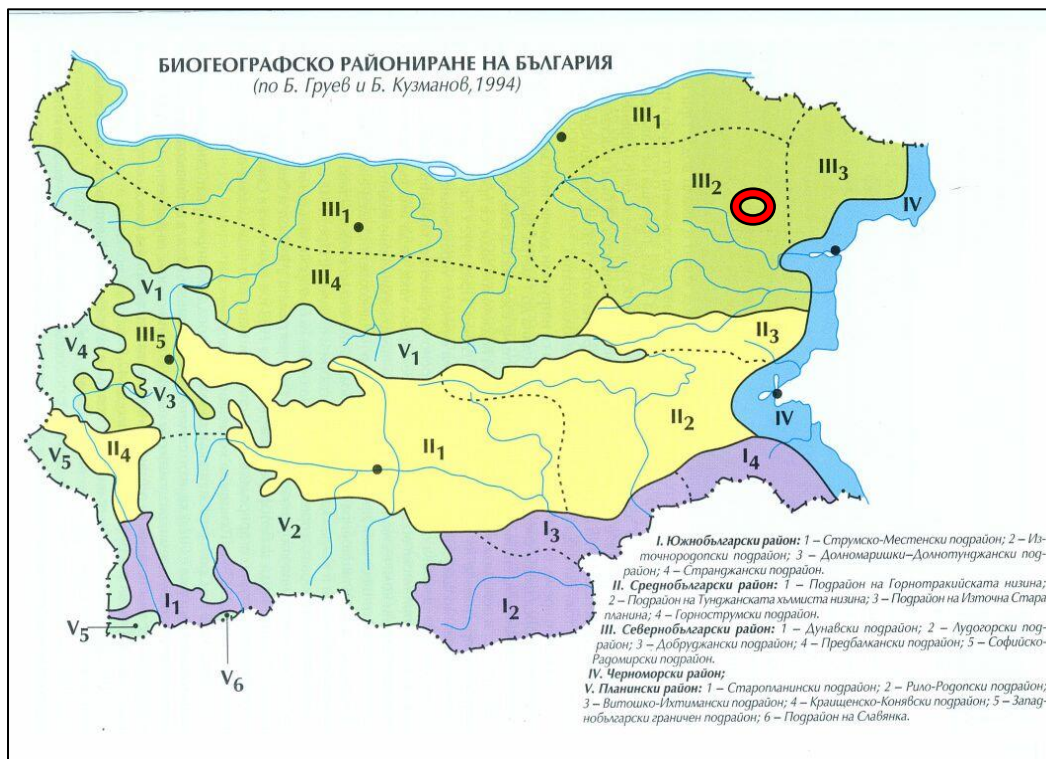 БИОГЕОГРАФСКО РАЙОНИРАНЕ НА БЪЛГАРИЯ
(по Б. Груев и Б. Кузманов, 1994)
III1
III2
III3
IV
III1
III4
V1
III5
V4
V3
V1
II3
II2
IV
II4
V5
II1
I4
V2
I3
I1
I2
V5
V6
I. Южнобългарски район: 1 – Струмско-Местенски подрайон; 2 – Из-
точнородопски подрайон; 3 – Долномаришки–Долнотунджански под-
район; 4 – Странджански подрайон.
II. Среднобългарски район: 1 – Подрайон на Горнотракийската низина;
2 – Подрайон на Тунджанската хълмиста низина; 3 – Подрайон на Източна Стара
планина; 4 – Горнострумски подрайон.
III. Севернобългарски район: 1 – Дунавски подрайон; 2 – Лудогорски под-
район; 3 – Добруджански подрайон; 4 – Предбалкански подрайон; 5 – Софийско-
Радомирски подрайон.
IV. Черноморски район;
V. Планински район: 1 – Старопланински подрайон; 2 – Рило-Родопски подрайон;
3 – Витошко-Ихтимански подрайон; 4 – Краищенско-Конявски подрайон; 5 – Запад-
нобългарски граничен подрайон; 6 – Подрайон на Славянка.